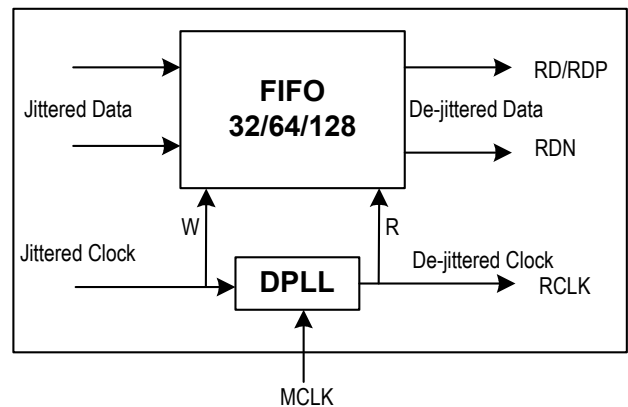 FIFO
32/64/128
Jittered Data
De-jittered Data
RD/RDP
RDN
W
R
Jittered Clock
DPLL
De-jittered Clock
RCLK
MCLK